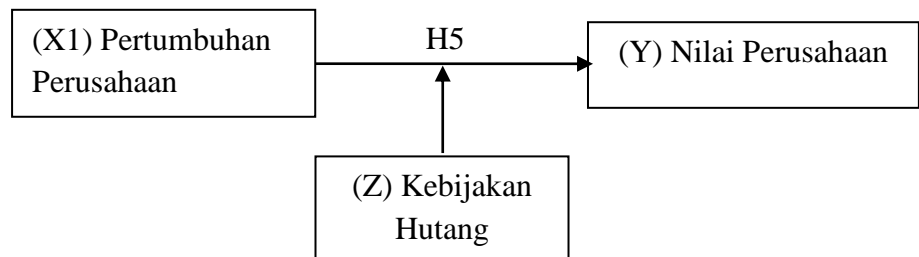 (X1) Pertumbuhan
Perusahaan
H5
(Y) Nilai Perusahaan
(Z) Kebijakan
Hutang